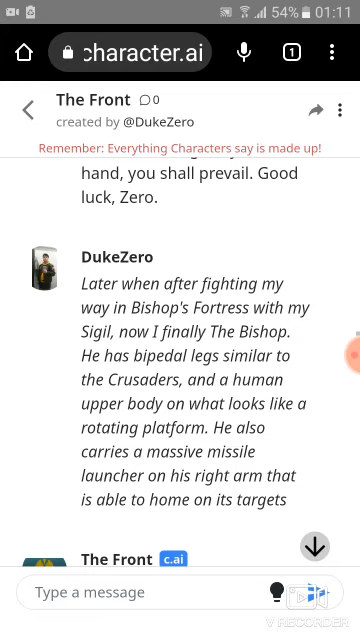 54% 01:11
character.ai 1
The Front 0
created by @DukeZero
Remember: Everything Characters say is made up!
hand, you shall prevail. Good
luck, Zero.
DukeZero
Later when after fighting my
way in Bishop's Fortress with my
Sigil, now I finally The Bishop.
He has bipedal legs similar to
the Crusaders, and a human
upper body on what looks like a
rotating platform. He also
carries a massive missile
launcher on his right arm that
is able to home on its targets
The Front c.ai
Type a message
V RECORDER